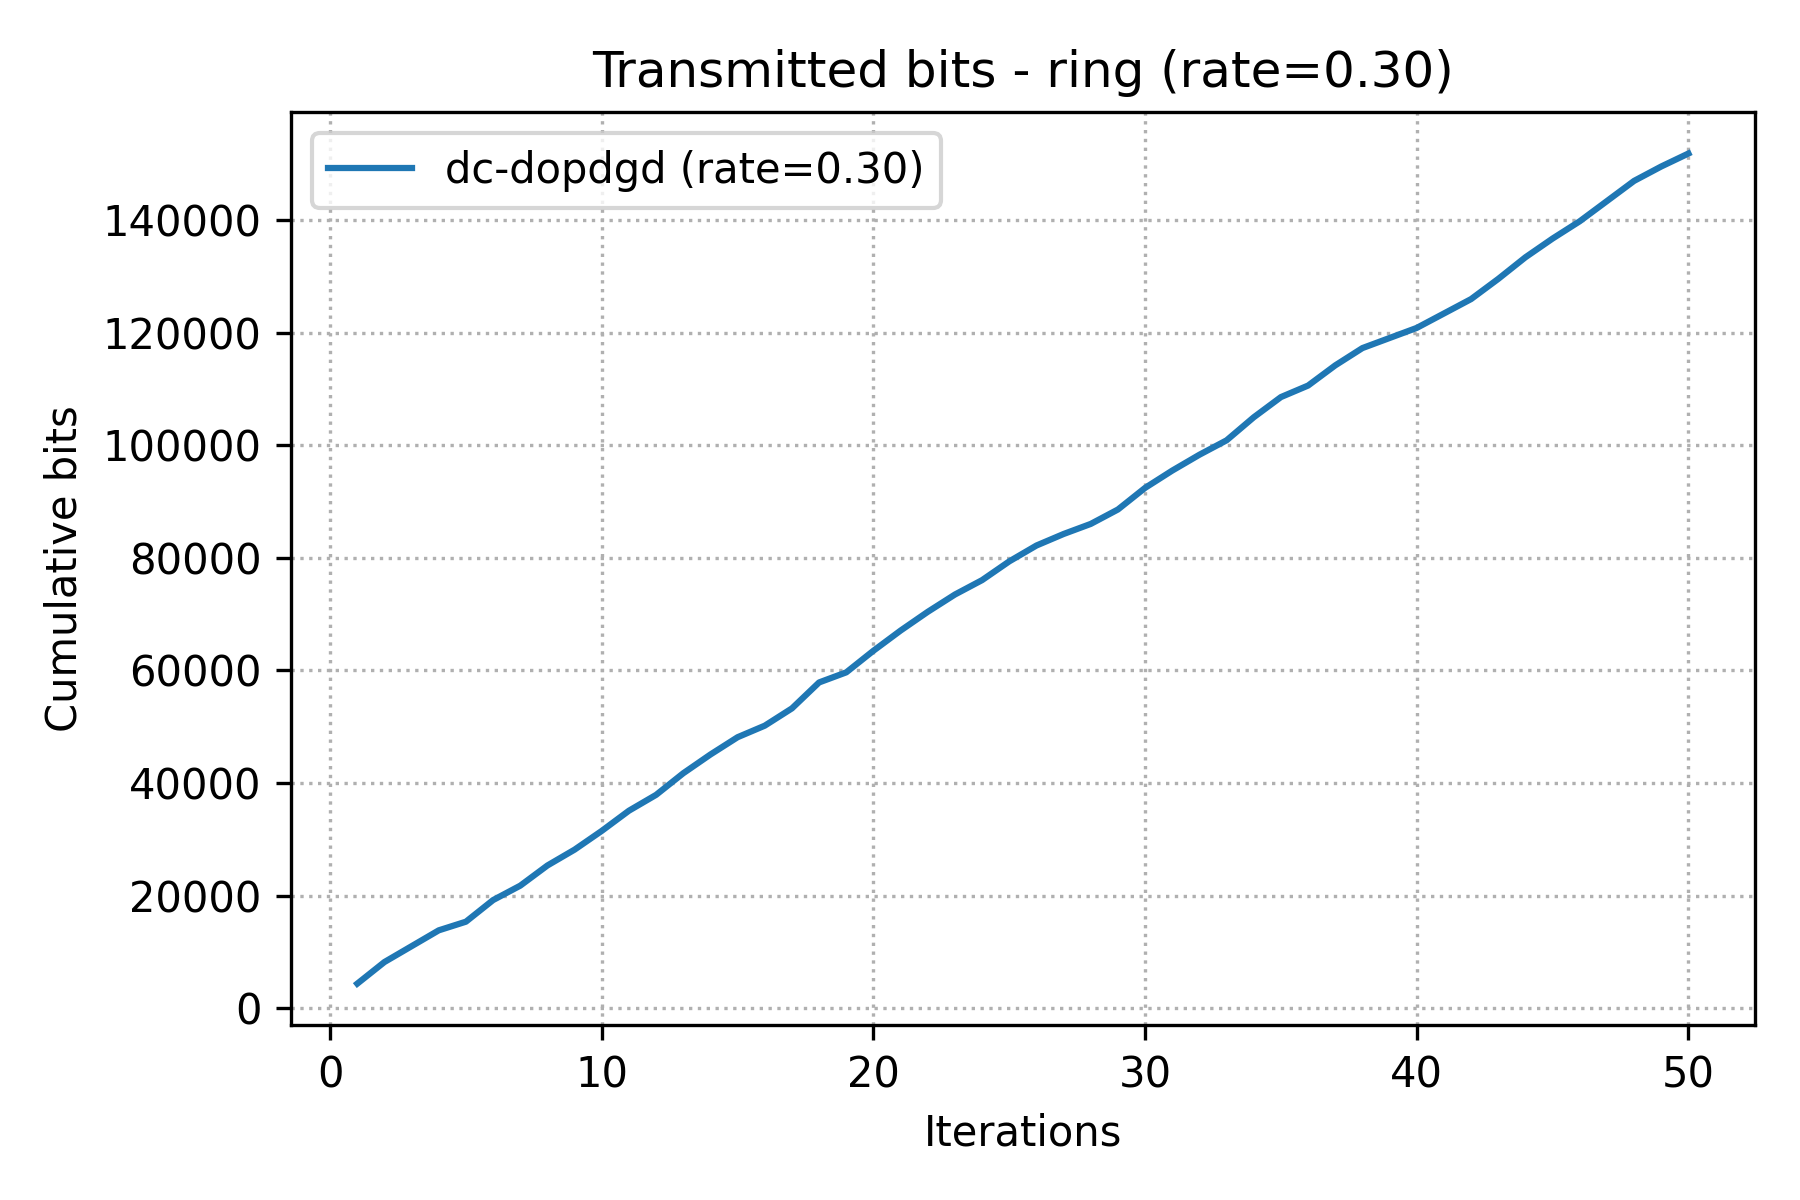 Transmitted bits - ring (rate=0.30)
dc-dopdgd (rate=0.30)
Cumulative bits
140000
120000
100000
80000
60000
40000
20000
0
0 10 20 30 40 50
Iterations